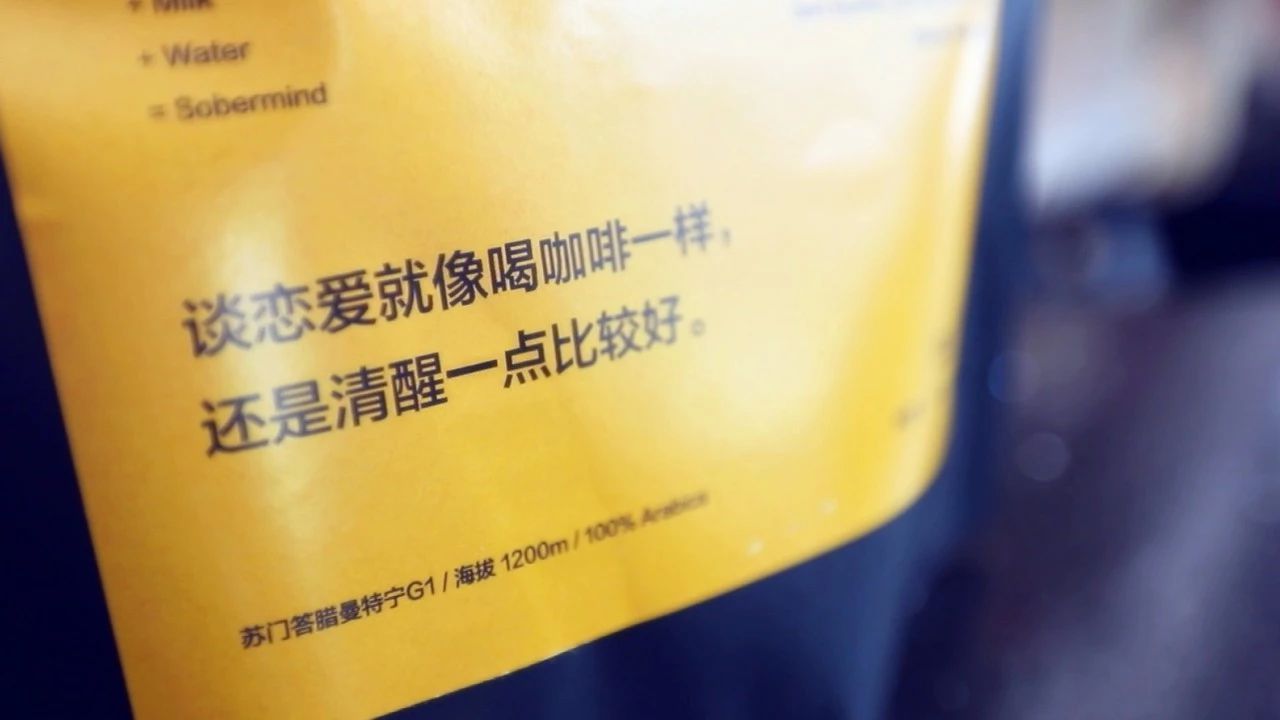 + Milk
+ Water
= Sobermind
谈恋爱就像喝咖啡一样，
还是清醒一点比较好。
苏门答腊曼特宁G1 / 海拔 1200m / 100% Arabica